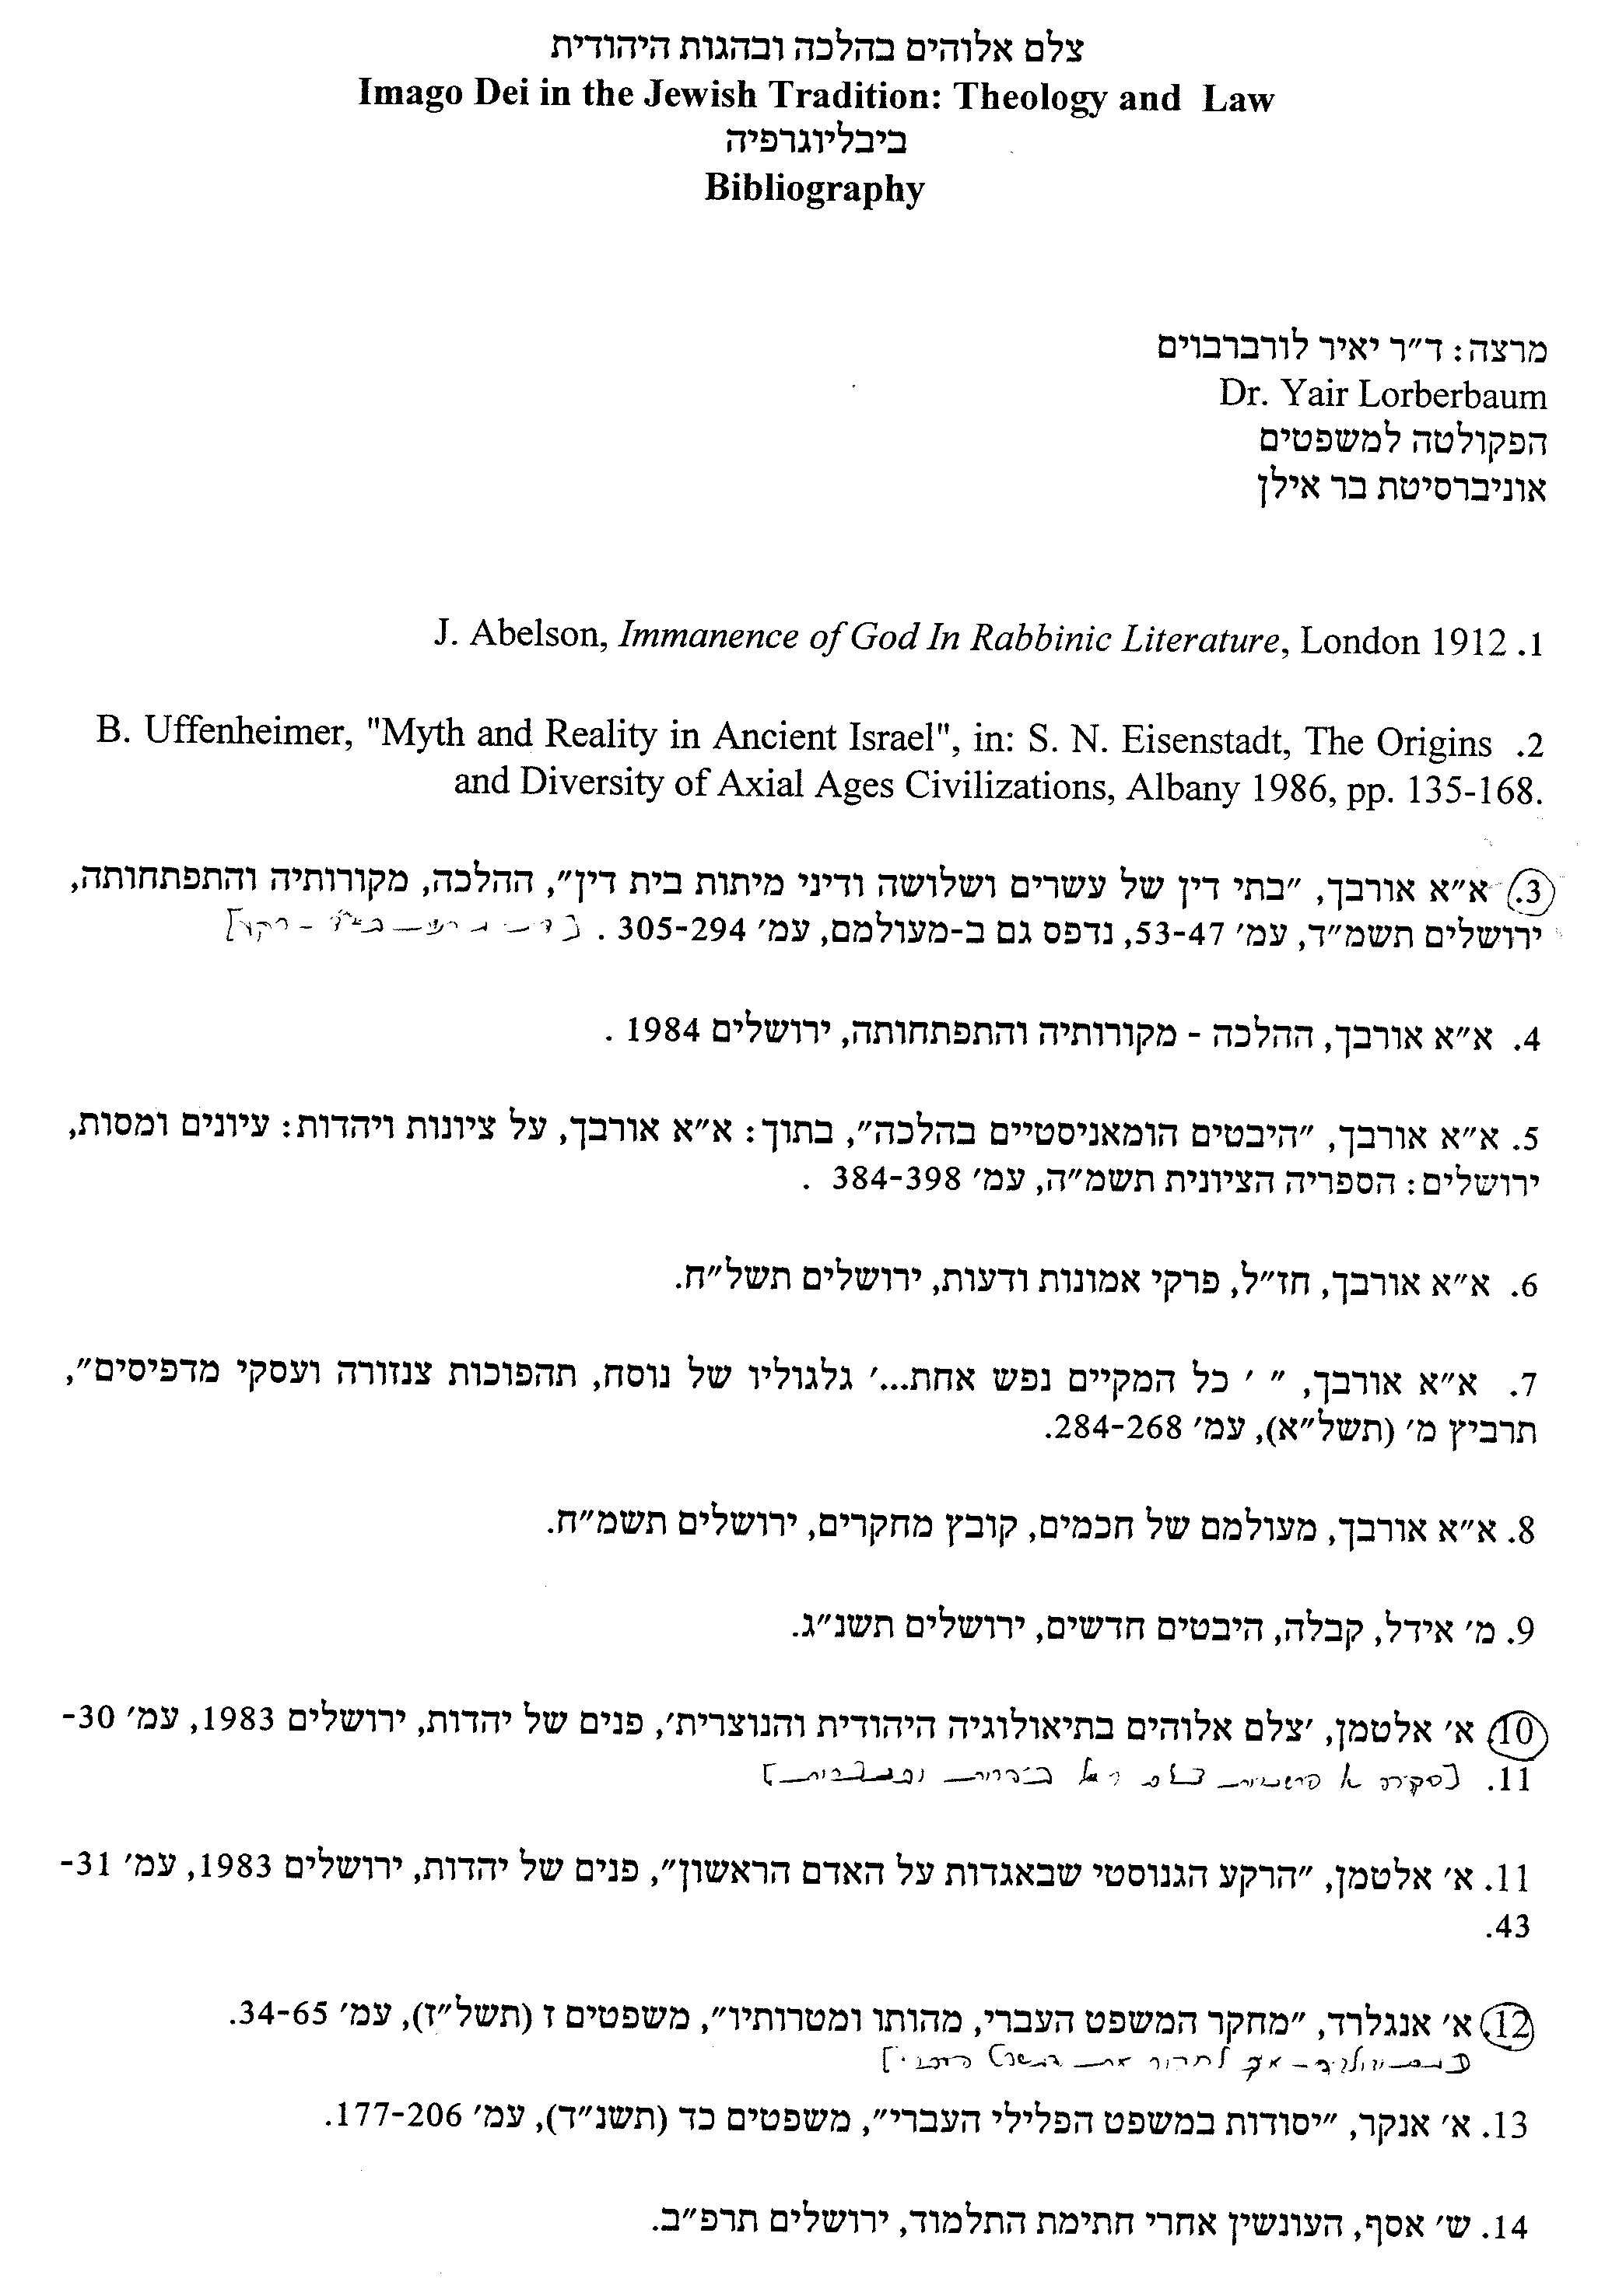 צלם אלוהים בהלכה ובהגות היהודית
Imago Dei in the Jewish Tradition: Theology and Law
ביבליוגרפיה
Bibliography
מרצה: ד״ר יאיר לורברבוים
Dr. Yair Lorberbaum
הפקולטה למשפטים
אוניברסיטת בר אילן
J. Abelson, Immanence of God In Rabbinic Literature, London 1912 .1
B. Uffenheimer, "Myth and Reality in Ancient Israel", in: S. N. Eisenstadt, The Origins .2
and Diversity of Axial Ages Civilizations, Albany 1986, pp. 135-168.
3. א״א אורבך, ״בתי דין של עשרים ושלושה ודיני מיתות בית דין״, ההלכה, מקורותיה והתפתחותה,
ירושלים תשמ״ד, עמ׳ 53-47, נדפס גם ב-מעולמם, עמ׳ 305-294 .
4. א״א אורבך, ההלכה - מקורותיה והתפתחותה, ירושלים 1984 .
5. א״א אורבך, ״היבטים הומאניסטיים בהלכה״, בתוך: א״א אורבך, על ציונות ויהדות: עיונים ומסות,
ירושלים: הספריה הציונית תשמ״ה, עמ׳ 384-398 .
6. א״א אורבך, חז״ל, פרקי אמונות ודעות, ירושלים תשל״ח.
7. א״א אורבך, ״ ׳ כל המקיים נפש אחת...׳ גלגוליו של נוסח, תהפוכות צנזורה ועסקי מדפיסים״,
תרביץ מ׳ (תשל״א), עמ׳ 284-268.
8. א״א אורבך, מעולמם של חכמים, קובץ מחקרים, ירושלים תשמ״ח.
9. מ׳ אידל, קבלה, היבטים חדשים, ירושלים תשנ״ג.
10 א׳ אלטמן, ׳צלם אלוהים בתיאולוגיה היהודית והנוצרית׳, פנים של יהדות, ירושלים 1983, עמ׳ 30-
11.
11. א׳ אלטמן, ״הרקע הגנוסטי שבאגדות על האדם הראשון״, פנים של יהדות, ירושלים 1983, עמ׳ 31-
43.
12. א׳ אנגלרד, ״מחקר המשפט העברי, מהותו ומטרותיו״, משפטים ז (תשל״ז), עמ׳ 34-65.
13. א׳ אנקר, ״יסודות במשפט הפלילי העברי״, משפטים כד (תשנ״ד), עמ׳ 177-206.
14. ש׳ אסף, העונשין אחרי חתימת התלמוד, ירושלים תרפ״ב.